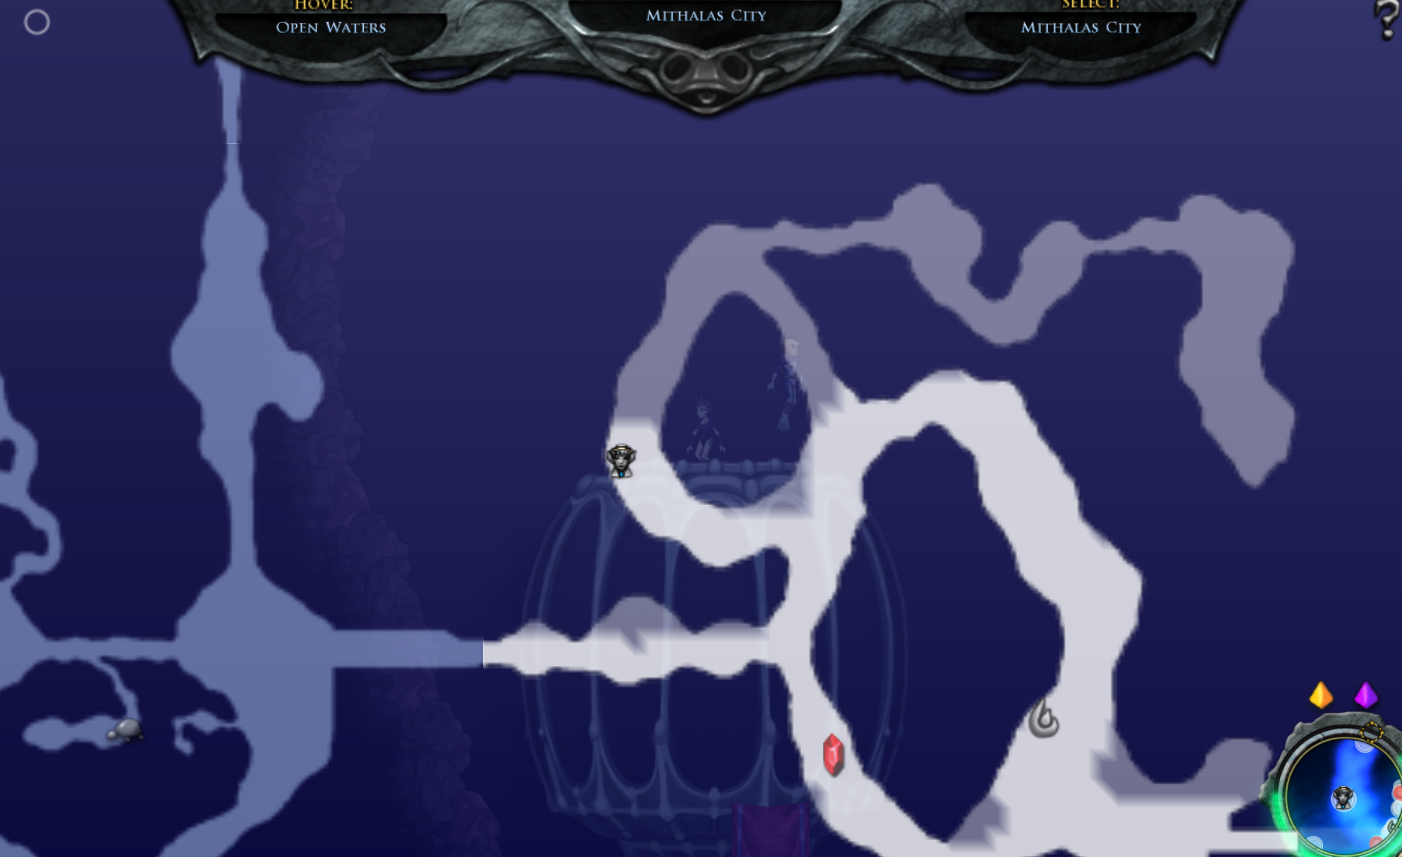 HOVER:
OPEN WATERS
MITHALAS CITY
SELECT:
MITHALAS CITY
?